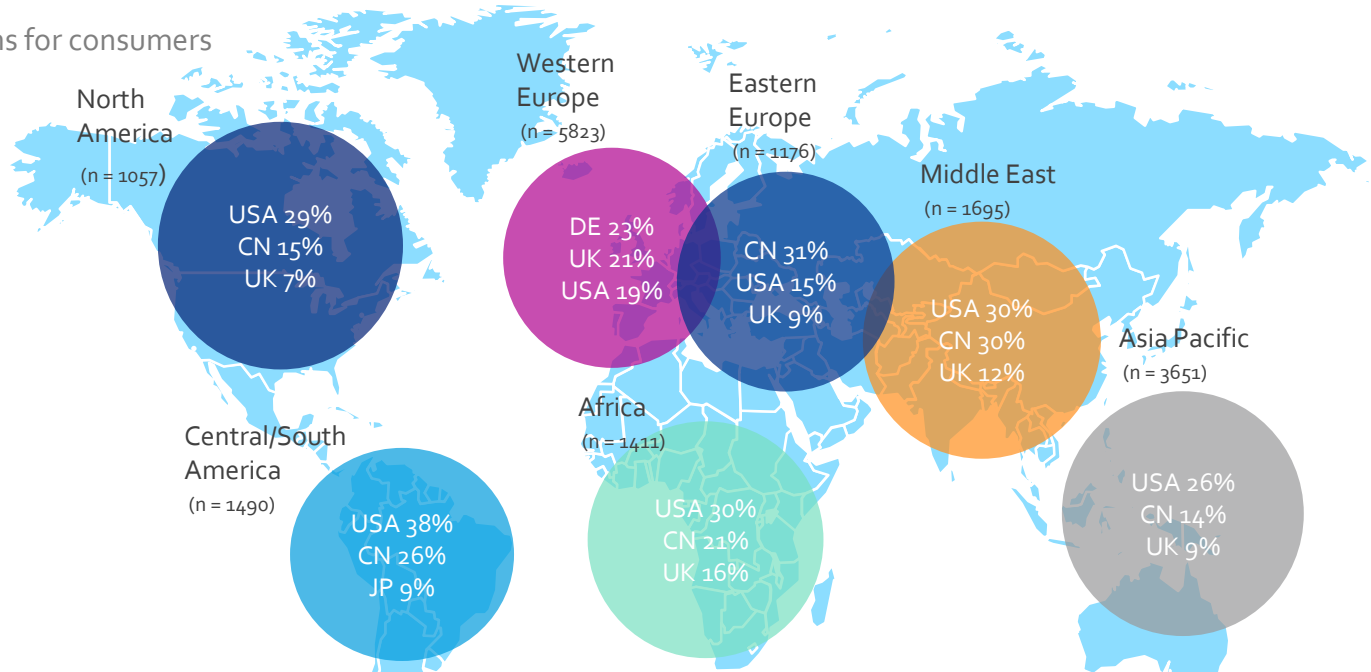 for consumers
North
America
(n = 1057)
USA 29%
CN 15%
UK 7%
Western
Europe
(n = 5823)
DE 23%
UK 21%
USA 19%
Eastern
Europe
(n = 1176)
CN 31%
USA 15%
UK 9%
Middle East
(n = 1695)
USA 30%
CN 30%
UK 12%
Asia Pacific
(n = 3651)
USA 26%
CN 14%
UK 9%
Africa
(n = 1411)
USA 30%
CN 21%
UK 16%
Central/South
America
(n = 1490)
USA 38%
CN 26%
JP 9%